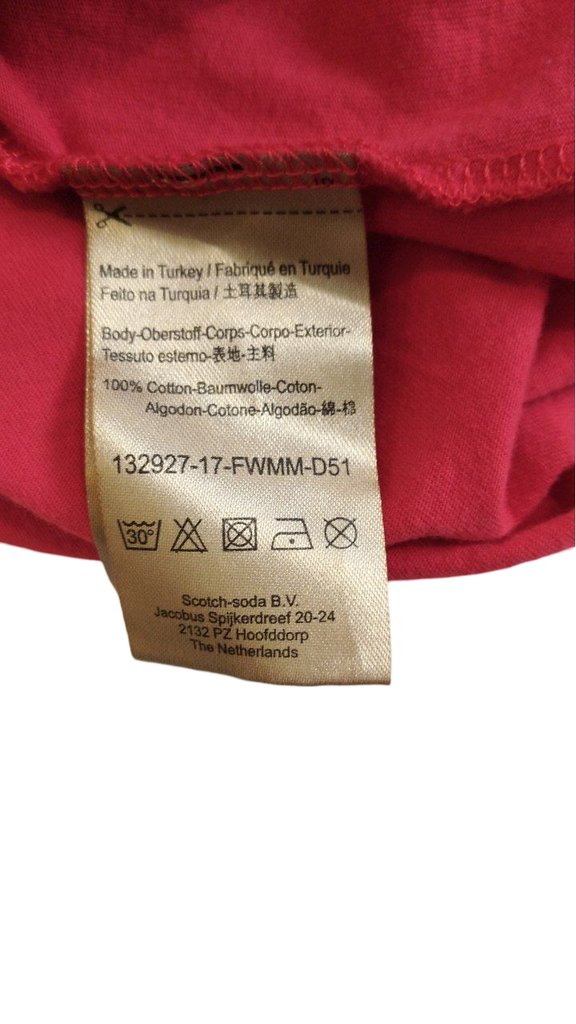 Made in Turkey / Fabriqué en Turquie
Feito na Turquia / 土耳其製造
Body-Oberstoff-Corps-Corpo-Exterior-
Tessuto esterno-表地-主料
100% Cotton-Baumwolle-Coton-
Algodon-Cotone-Algodão-綿-棉
132927-17-FWMM-D51
30°
Scotch-soda B.V.
Jacobus Spijkerdreef 20-24
2132 PZ Hoofddorp
The Netherlands